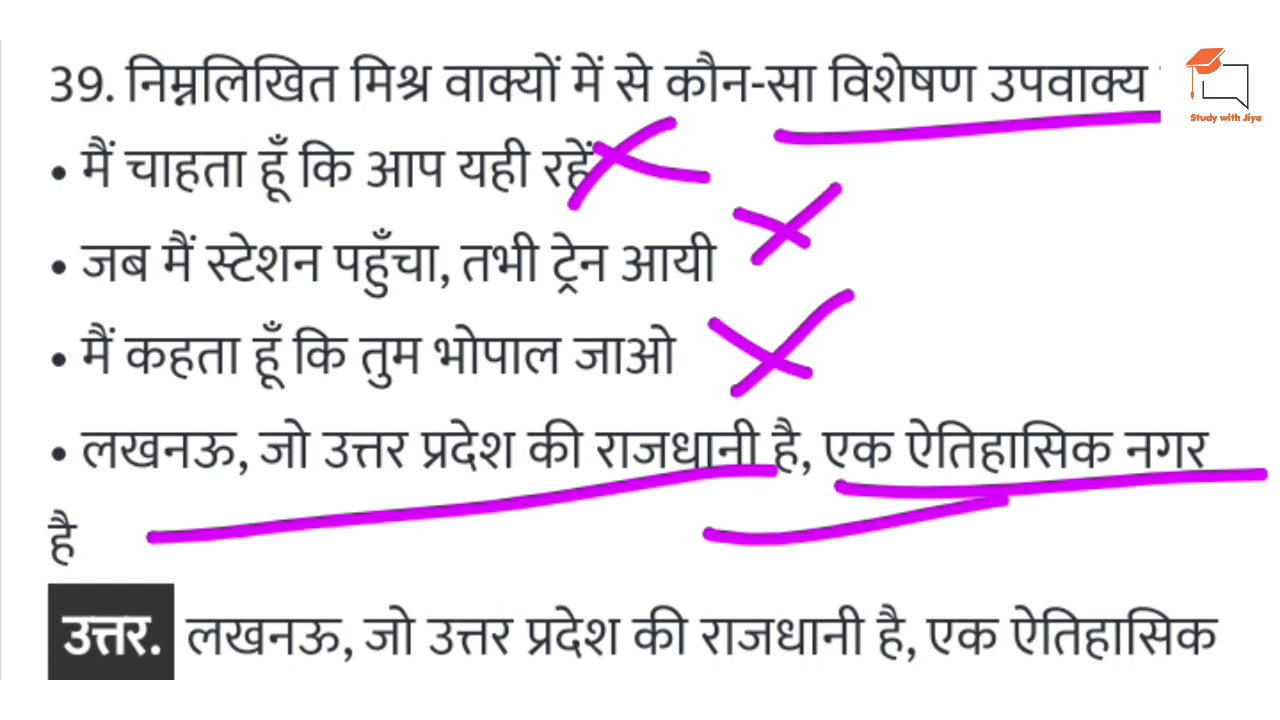 39. निम्नलिखित मिश्र वाक्यों में से कौन-सा विशेषण उपवाक्य
Study with Jiya
• मैं चाहता हूँ कि आप यही रहें
• जब मैं स्टेशन पहुँचा, तभी ट्रेन आयी
• मैं कहता हूँ कि तुम भोपाल जाओ
• लखनऊ, जो उत्तर प्रदेश की राजधानी है, एक ऐतिहासिक नगर
है
उत्तर. लखनऊ, जो उत्तर प्रदेश की राजधानी है, एक ऐतिहासिक